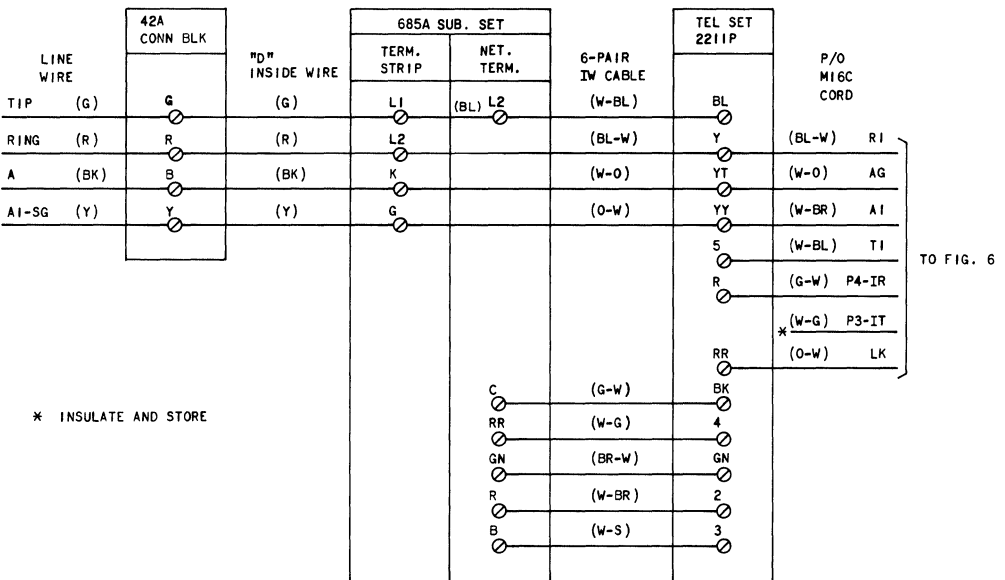 42A
CONN BLK
685A SUB. SET
TEL SET
2211P
LINE
WIRE
"D"
INSIDE WIRE
TERM.
STRIP
NET.
TERM.
6-PAIR
IW CABLE
P/O
M16C
CORD
TIP (G) G (G) L1 (BL) L2 (W-BL) BL
RING (R) R (R) L2 (BL-W) Y (BL-W) R1
A (BK) B (BK) K (W-O) YT (W-O) AG
A1-SG (Y) Y (Y) G (O-W) YY (W-BR) A1
5 (W-BL) T1
TO FIG. 6
R (G-W) P4-1R
* (W-G) P3-1T
RR (O-W) LK
C (G-W) BK
* INSULATE AND STORE
RR (W-G) 4
GN (BR-W) GN
R (W-BR) 2
B (W-S) 3